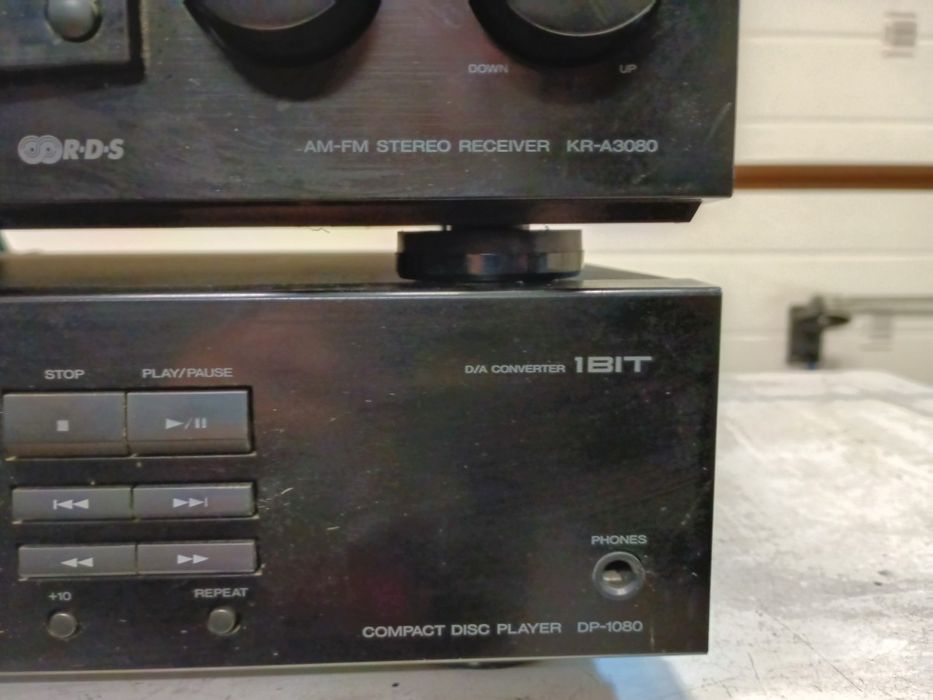 DOWN UP
R·D·S
AM-FM STEREO RECEIVER KR-A3080
STOP PLAY/PAUSE
D/A CONVERTER 1BIT
PHONES
+10 REPEAT
COMPACT DISC PLAYER DP-1080